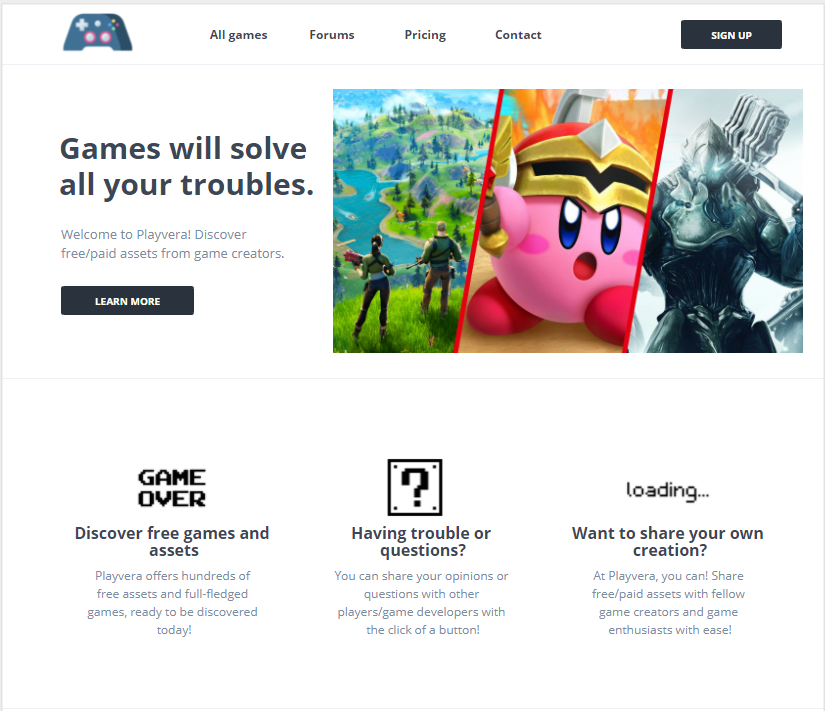 All games Forums Pricing Contact SIGN UP
Games will solve
all your troubles.
Welcome to Playvera! Discover
free/paid assets from game creators.
LEARN MORE
GAME
OVER
Discover free games and
assets
Playvera offers hundreds of
free assets and full-fledged
games, ready to be discovered
today!
?
Having trouble or
questions?
You can share your opinions or
questions with other
players/game developers with
the click of a button!
loading...
Want to share your own
creation?
At Playvera, you can! Share
free/paid assets with fellow
game creators and game
enthusiasts with ease!